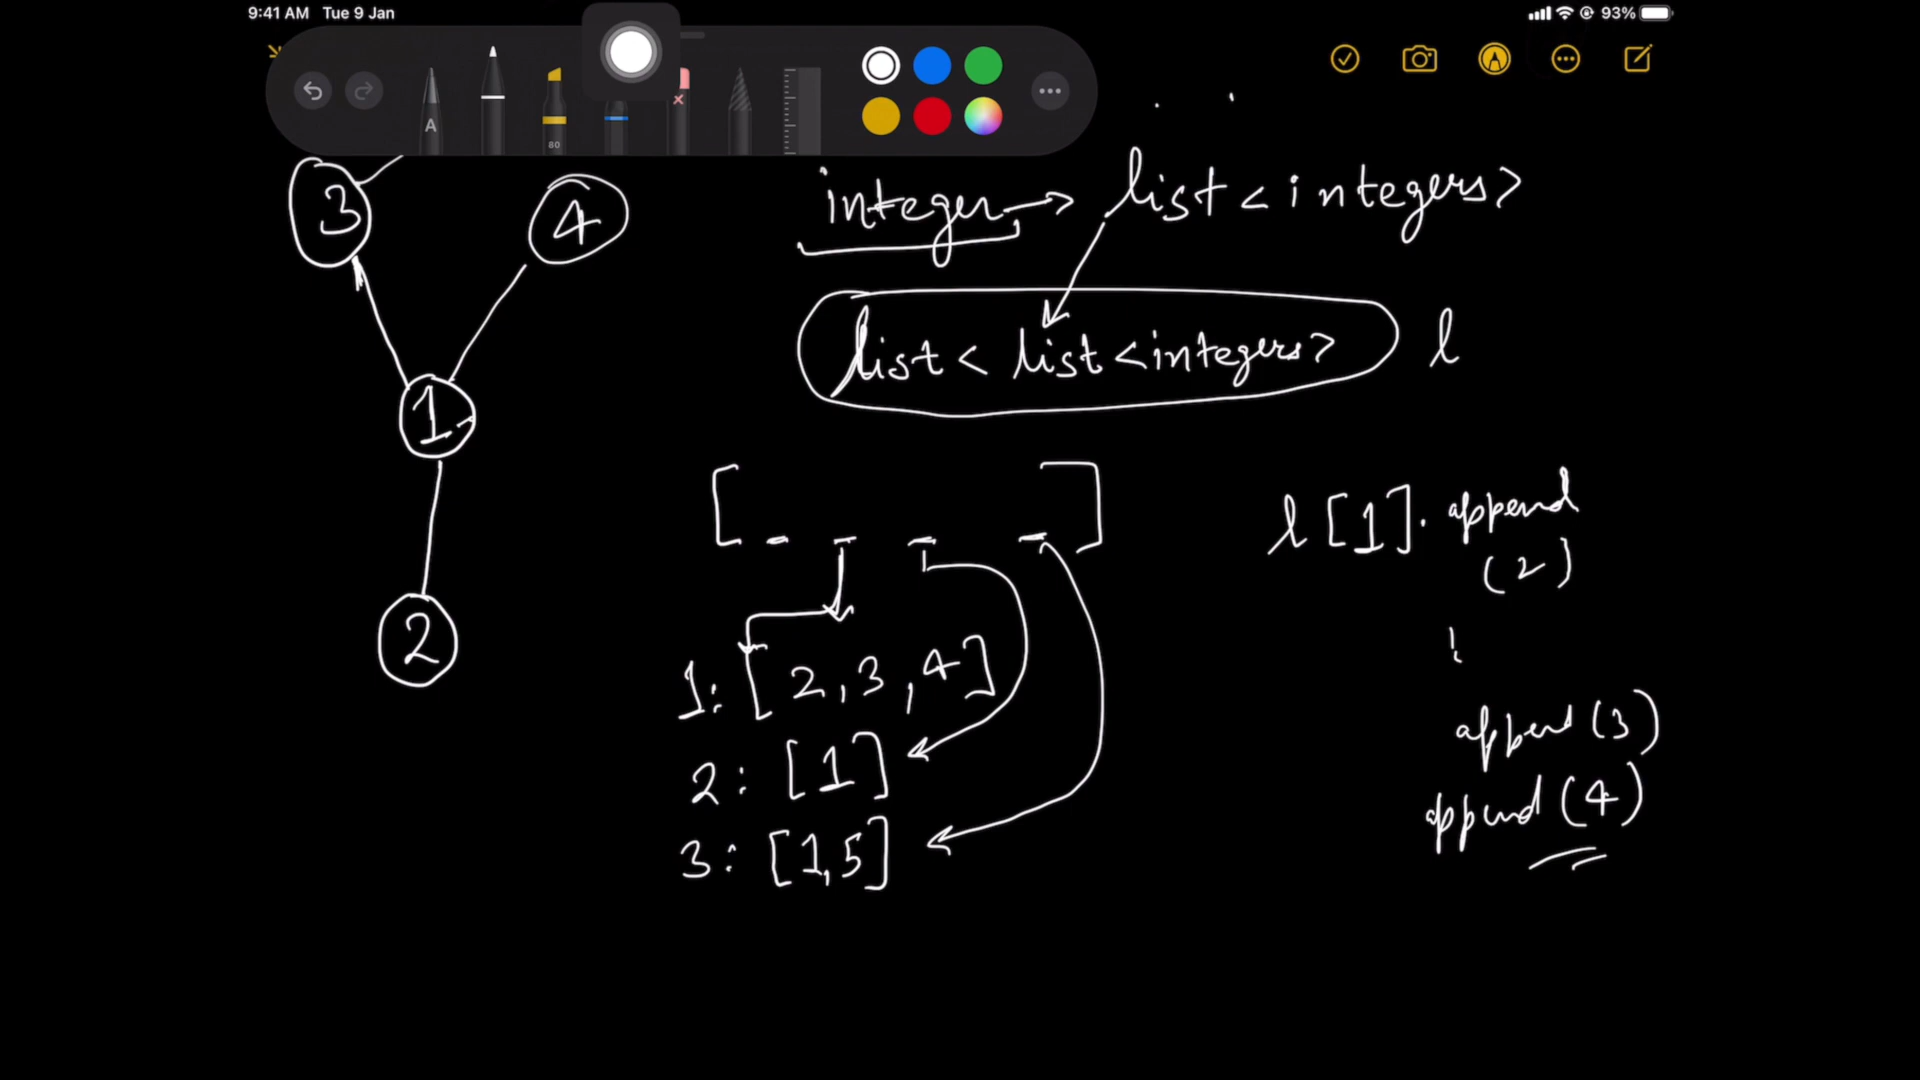 9:41 AM Tue 9 Jan
93%
A
80
3
4
1
2
integer → list < integers >
list < list < integers > l
[ - - - - ]
l [1] . append
(2)
1: [ 2, 3, 4 ]
append (3)
2: [1]
append (4)
3: [1,5]